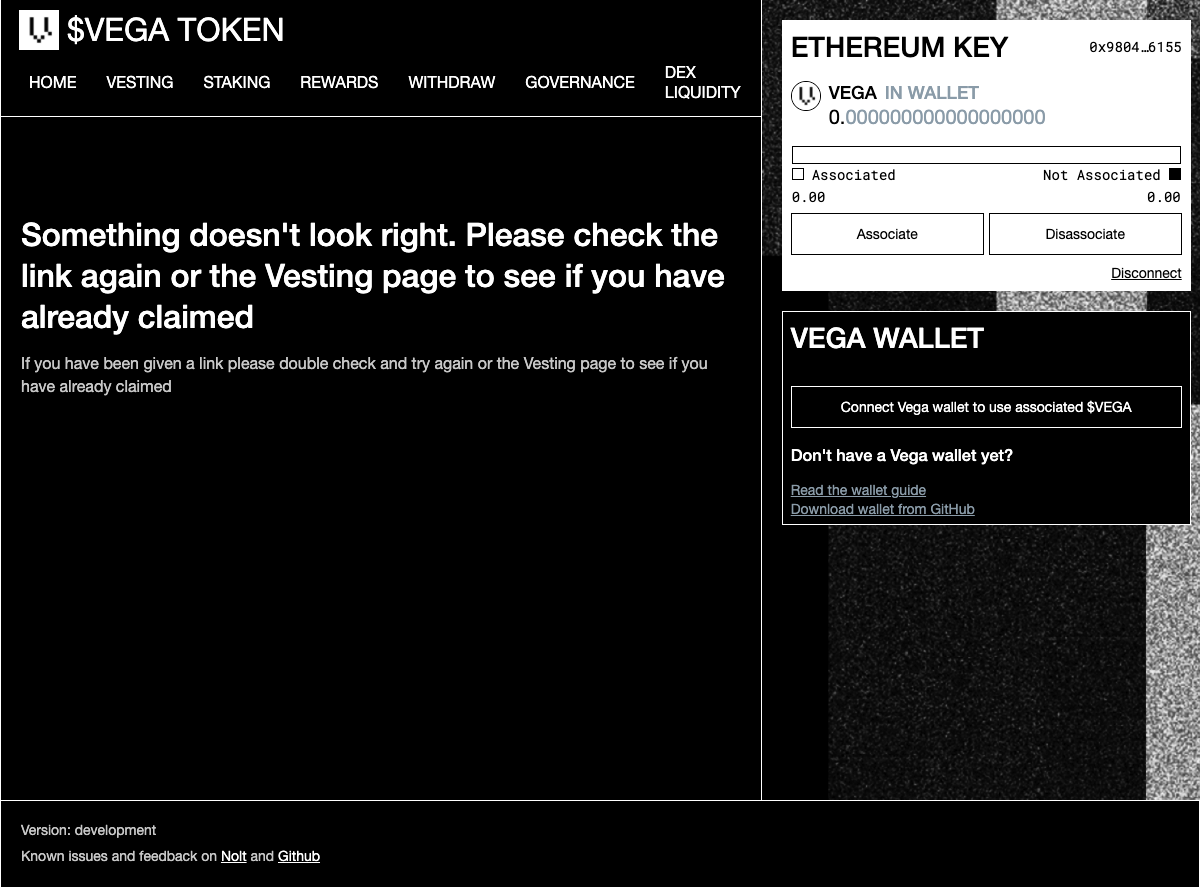 $VEGA TOKEN
HOME
VESTING
STAKING
REWARDS
WITHDRAW
GOVERNANCE
DEX
LIQUIDITY
Something doesn't look right. Please check the
link again or the Vesting page to see if you have
already claimed
If you have been given a link please double check and try again or the Vesting page to see if you
have already claimed
ETHEREUM KEY
0x9804…6155
VEGA IN WALLET
0.000000000000000000
Associated
Not Associated
0.00
0.00
Associate
Disassociate
Disconnect
VEGA WALLET
Connect Vega wallet to use associated $VEGA
Don't have a Vega wallet yet?
Read the wallet guide
Download wallet from GitHub
Version: development
Known issues and feedback on Nolt and Github